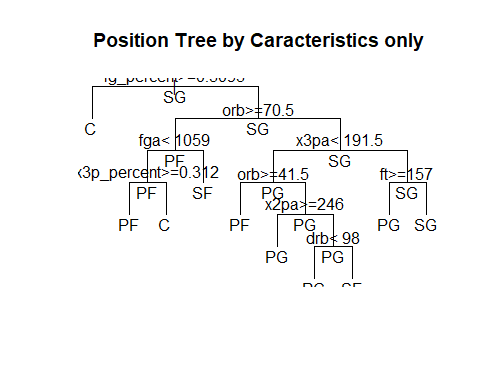 Position Tree by Caracteristics only
SG
orb>=70.5
C
SG
fga< 1059
x3pa< 191.5
PF
SG
x3p_percent>=0.312
orb>=41.5
ft>=157
PF
SF
PG
SG
x2pa>=246
PF
C
PF
PG
PG
SG
drb< 98
PG
PG